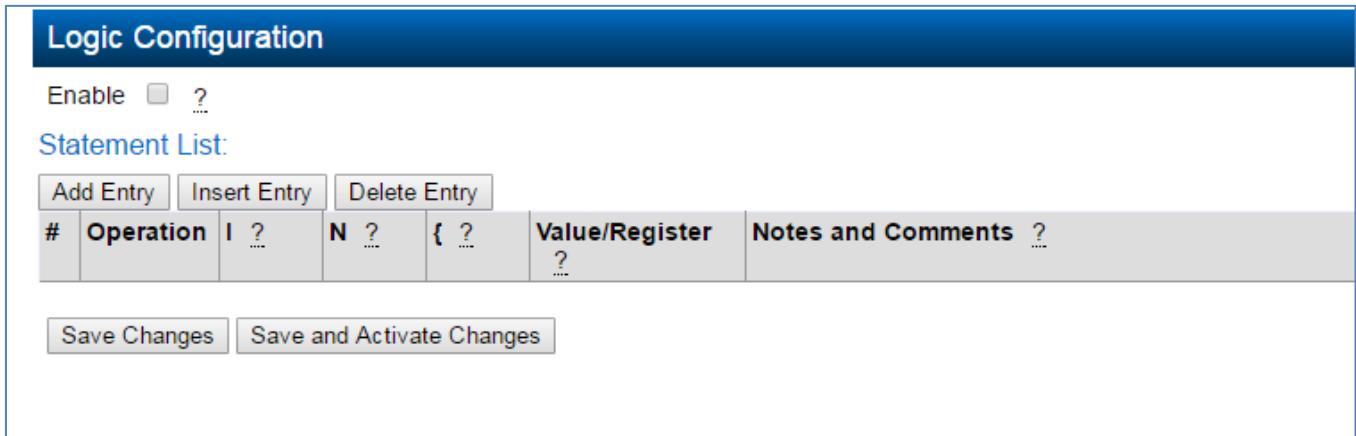 Logic Configuration
Enable ?
Statement List:
Add Entry Insert Entry Delete Entry
# Operation I ? N ? { ? Value/Register Notes and Comments ?
?
Save Changes Save and Activate Changes